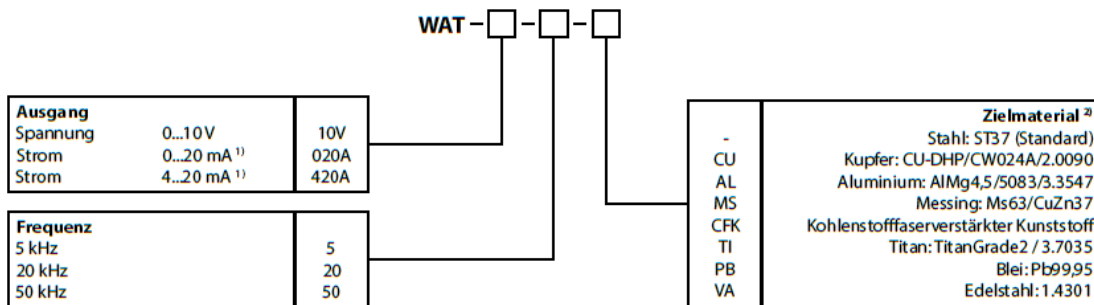 WAT – □ – □ – □
Ausgang
Spannung 0...10 V 10V
Strom 0...20 mA ¹⁾ 020A
Strom 4...20 mA ¹⁾ 420A
Frequenz
5 kHz 5
20 kHz 20
50 kHz 50
Zielmaterial ²⁾
- Stahl: ST37 (Standard)
CU Kupfer: CU-DHP/CW024A/2.0090
AL Aluminium: AlMg4,5/5083/3.3547
MS Messing: Ms63/CuZn37
CFK Kohlenstofffaserverstärkter Kunststoff
TI Titan: TitanGrade2 / 3.7035
PB Blei: Pb99,95
VA Edelstahl: 1.4301